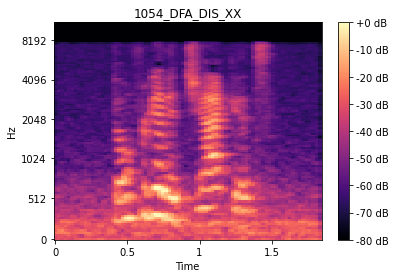 1054_DFA_DIS_XX
+0 dB
8192
-10 dB
4096
-20 dB
-30 dB
2048
Hz
-40 dB
1024
-50 dB
512
-60 dB
-70 dB
0
-80 dB
0 0.5 1 1.5
Time